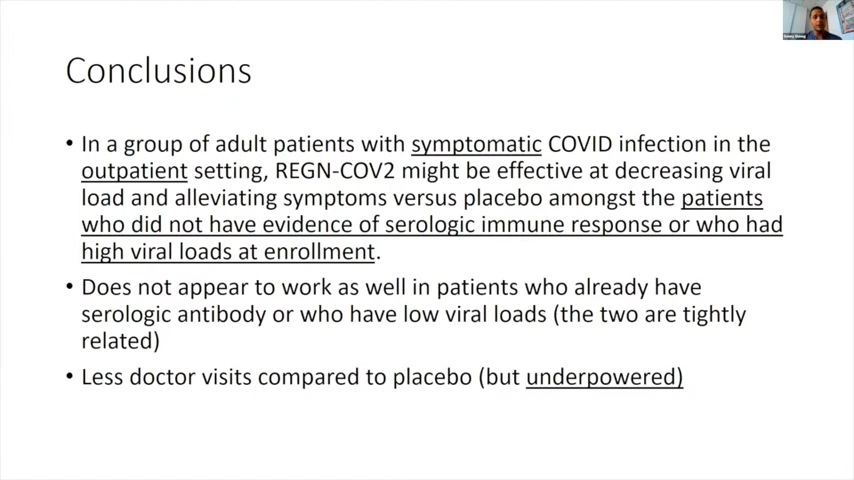 Conclusions
• In a group of adult patients with symptomatic COVID infection in the
outpatient setting, REGN-COV2 might be effective at decreasing viral
load and alleviating symptoms versus placebo amongst the patients
who did not have evidence of serologic immune response or who had
high viral loads at enrollment.
• Does not appear to work as well in patients who already have
serologic antibody or who have low viral loads (the two are tightly
related)
• Less doctor visits compared to placebo (but underpowered)